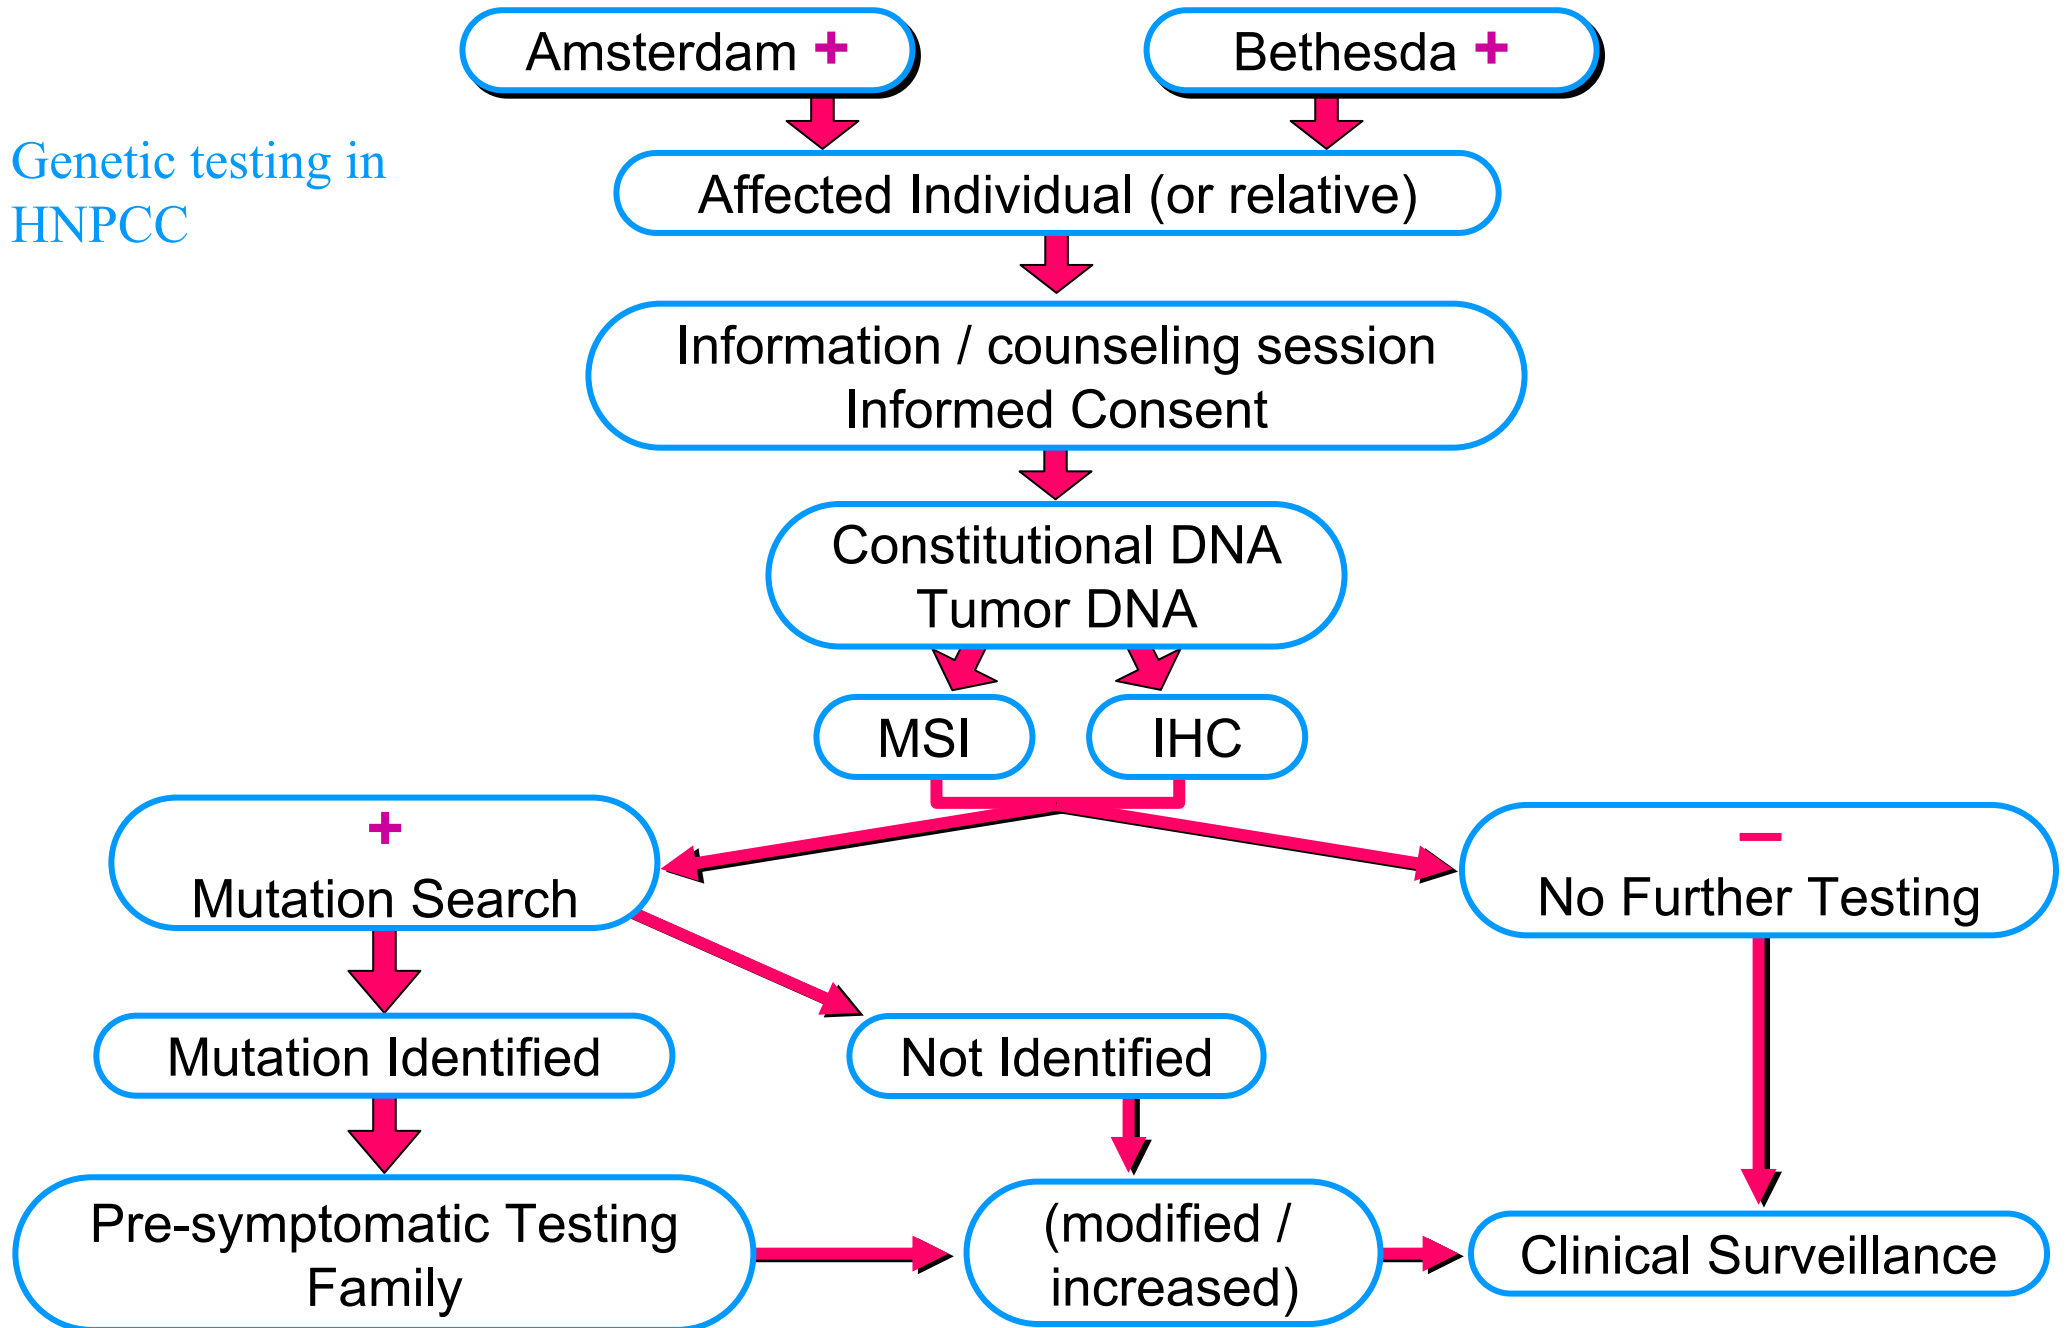 Amsterdam +
Bethesda +
Genetic testing in
HNPCC
Affected Individual (or relative)
Information / counseling session
Informed Consent
Constitutional DNA
Tumor DNA
MSI
IHC
+
Mutation Search
–
No Further Testing
Mutation Identified
Not Identified
Pre-symptomatic Testing
Family
(modified /
increased)
Clinical Surveillance